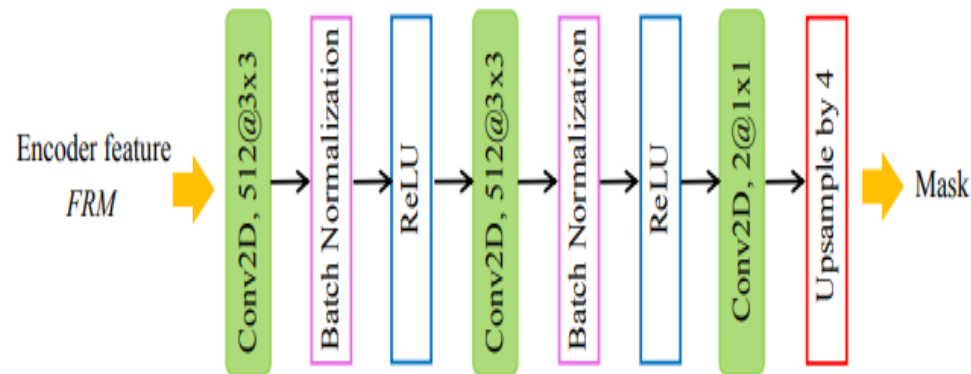 Encoder feature
FRM
Conv2D, 512@3x3
Batch Normalization
ReLU
Conv2D, 512@3x3
Batch Normalization
ReLU
Conv2D, 2@1x1
Upsample by 4
Mask